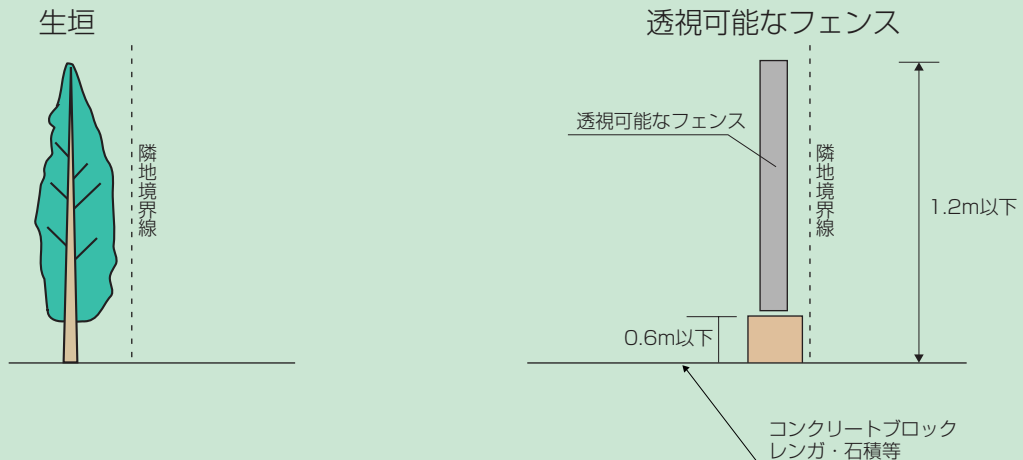 生垣
隣地境界線
透視可能なフェンス
透視可能なフェンス
隣地境界線
1.2m以下
0.6m以下
コンクリートブロック
レンガ・石積等